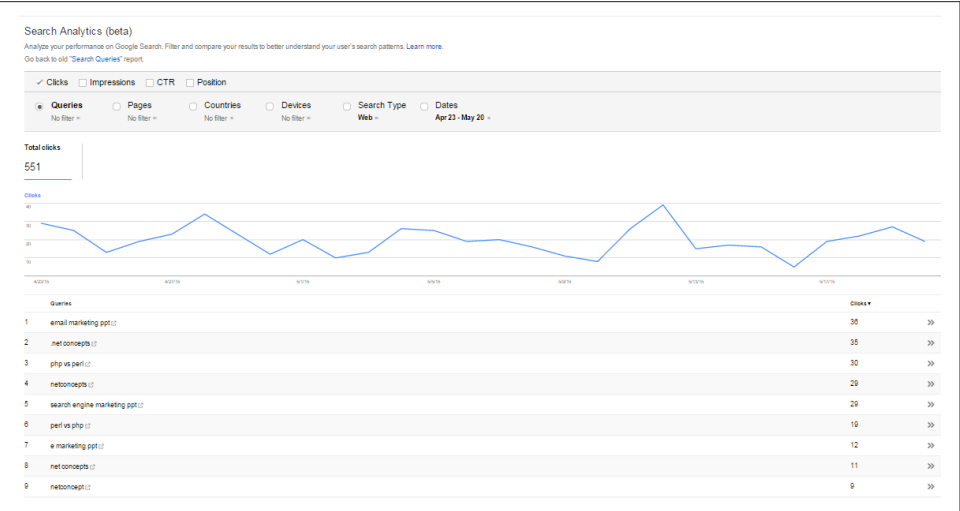 Search Analytics (beta)
Analyze your performance on Google Search. Filter and compare your results to better understand your user's search patterns. Learn more.
Go back to old "Search Queries" report.
Clicks Impressions CTR Position
Queries Pages Countries Devices Search Type Dates
No filter No filter No filter No filter Web Apr 23 - May 20
Total clicks
551
Clicks
40
30
20
10
Queries Clicks▼
1 email marketing ppt 36 »
2 .net concepts 35 »
3 php vs perl 30 »
4 netconcepts 29 »
5 search engine marketing ppt 29 »
6 perl vs php 19 »
7 e marketing ppt 12 »
8 net concepts 11 »
9 netconcept 9 »